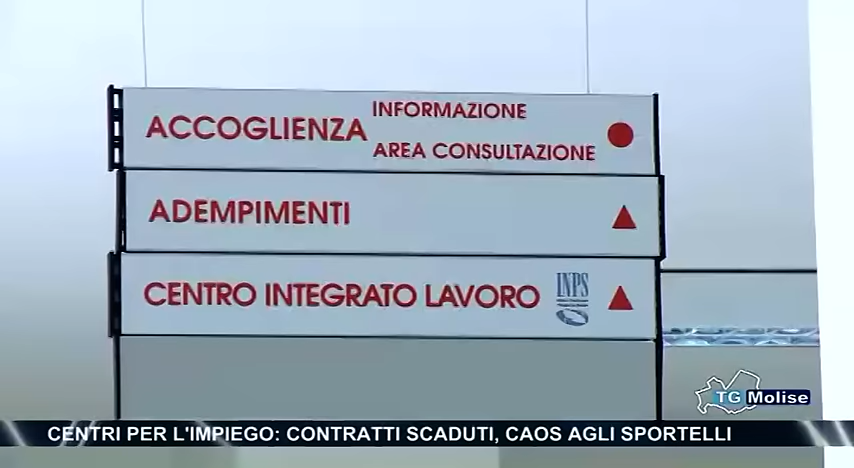 ACCOGLIENZA INFORMAZIONE
AREA CONSULTAZIONE
ADEMPIMENTI
CENTRO INTEGRATO LAVORO INPS
TG Molise
CENTRI PER L'IMPIEGO: CONTRATTI SCADUTI, CAOS AGLI SPORTELLI